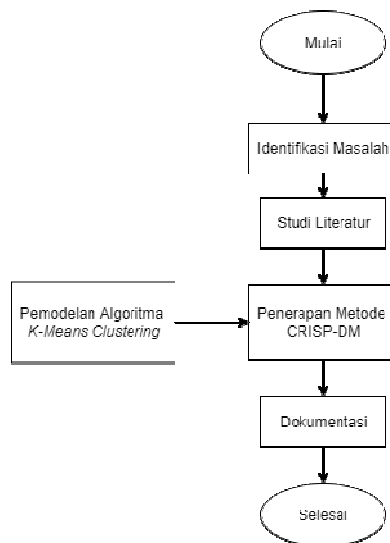 Mulai
Identifikasi Masalah
Studi Literatur
Pemodelan Algoritma
K-Means Clustering
Penerapan Metode
CRISP-DM
Dokumentasi
Selesai